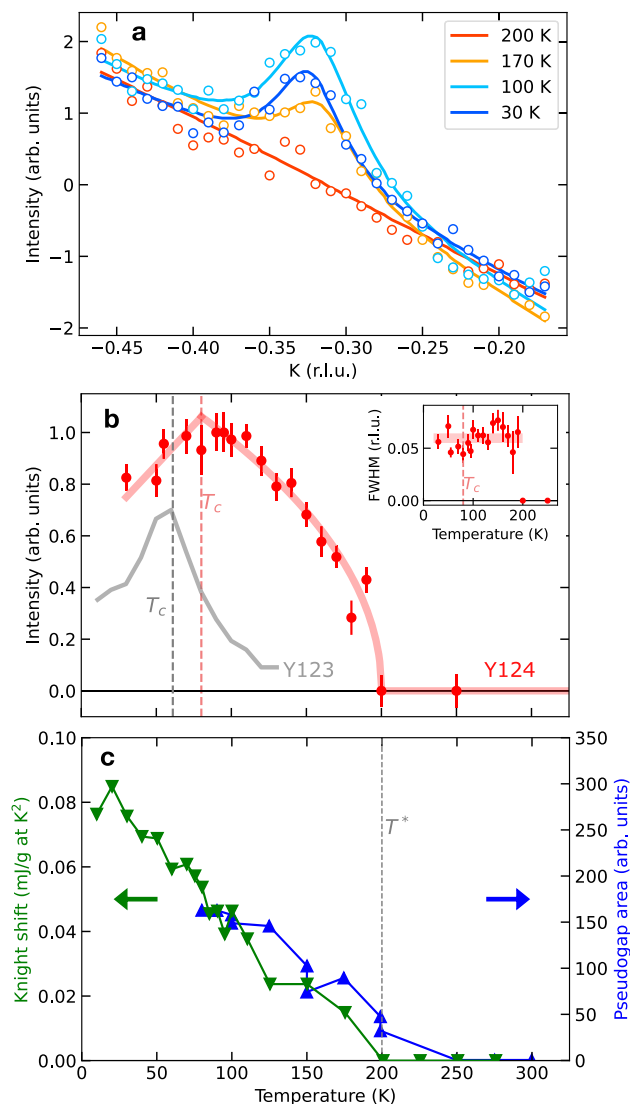 a
200 K
170 K
100 K
30 K
Intensity (arb. units)
2
1
0
−1
−2
−0.45 −0.40 −0.35 −0.30 −0.25 −0.20
K (r.l.u.)
b
Intensity (arb. units)
1.0
0.8
0.6
0.4
0.2
0.0
Tc
Tc
Y123
Y124
FWHM (r.l.u.)
0.05
0.00
Tc
0 100 200
Temperature (K)
c
Knight shift (mJ/g at K²)
0.10
0.08
0.06
0.04
0.02
0.00
T*
350
300
250
200
150
100
50
0
Pseudogap area (arb. units)
0 50 100 150 200 250 300
Temperature (K)